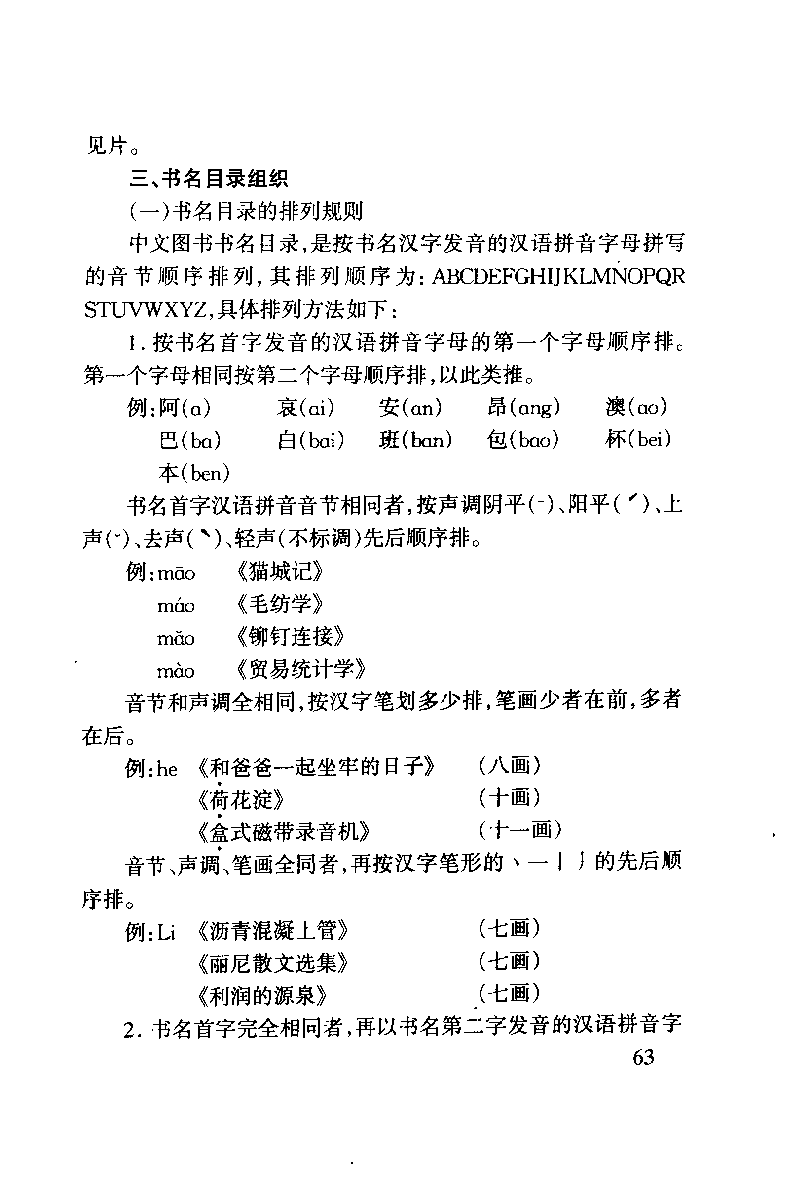 见片。
三、书名目录组织
(一)书名目录的排列规则
中文图书书名目录,是按书名汉字发音的汉语拼音字母拼写
的音节顺序排列,其排列顺序为: ABCDEFGHIJKLMNOPQR
STUVWXYZ,具体排列方法如下:
1.按书名首字发音的汉语拼音字母的第一个字母顺序排。
第一个字母相同按第二个字母顺序排,以此类推。
例:阿(a) 哀(ai) 安(an) 昂(ang) 澳(ao)
巴(ba) 白(bai) 班(ban) 包(bao) 杯(bei)
本(ben)
书名首字汉语拼音音节相同者,按声调阴平(ˉ)、阳平(ˊ)、上
声(ˇ)、去声(ˋ)、轻声(不标调)先后顺序排。
例:māo 《猫城记》
máo 《毛纺学》
mǎo 《铆钉连接》
mào 《贸易统计学》
音节和声调全相同,按汉字笔划多少排,笔画少者在前,多者
在后。
例:he 《和爸爸一起坐牢的日子》 (八画)
《荷花淀》 (十画)
《盒式磁带录音机》 (十一画)
音节、声调、笔画全同者,再按汉字笔形的丶一丨丿的先后顺
序排。
例:Li 《沥青混凝上管》 (七画)
《丽尼散文选集》 (七画)
《利润的源泉》 (七画)
2. 书名首字完全相同者,再以书名第二字发音的汉语拼音字
63